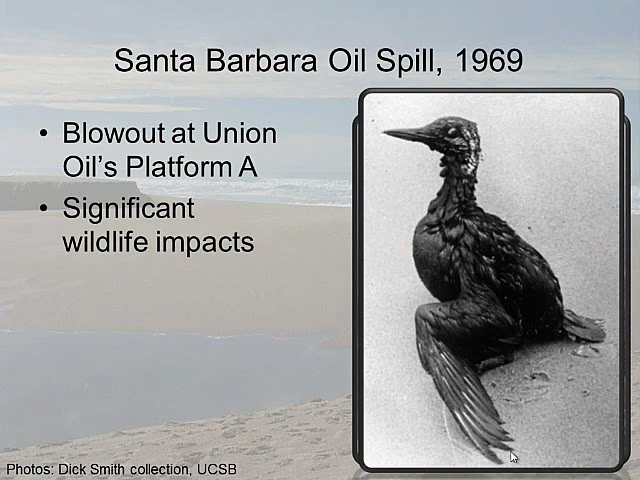 Santa Barbara Oil Spill, 1969
• Blowout at Union
Oil’s Platform A
• Significant
wildlife impacts
Photos: Dick Smith collection, UCSB